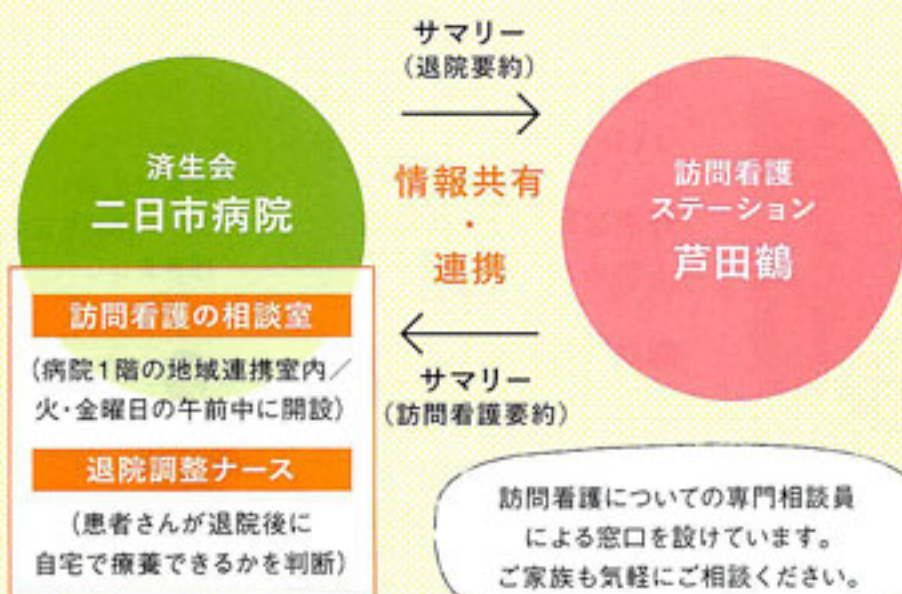 サマリー
(退院要約)
済生会
二日市病院
情報共有
・
連携
訪問看護
ステーション
芦田鶴
訪問看護の相談室
(病院1階の地域連携室内／
火・金曜日の午前中に開設)
サマリー
(訪問看護要約)
退院調整ナース
(患者さんが退院後に
自宅で療養できるかを判断)
訪問看護についての専門相談員
による窓口を設けています。
ご家族も気軽にご相談ください。